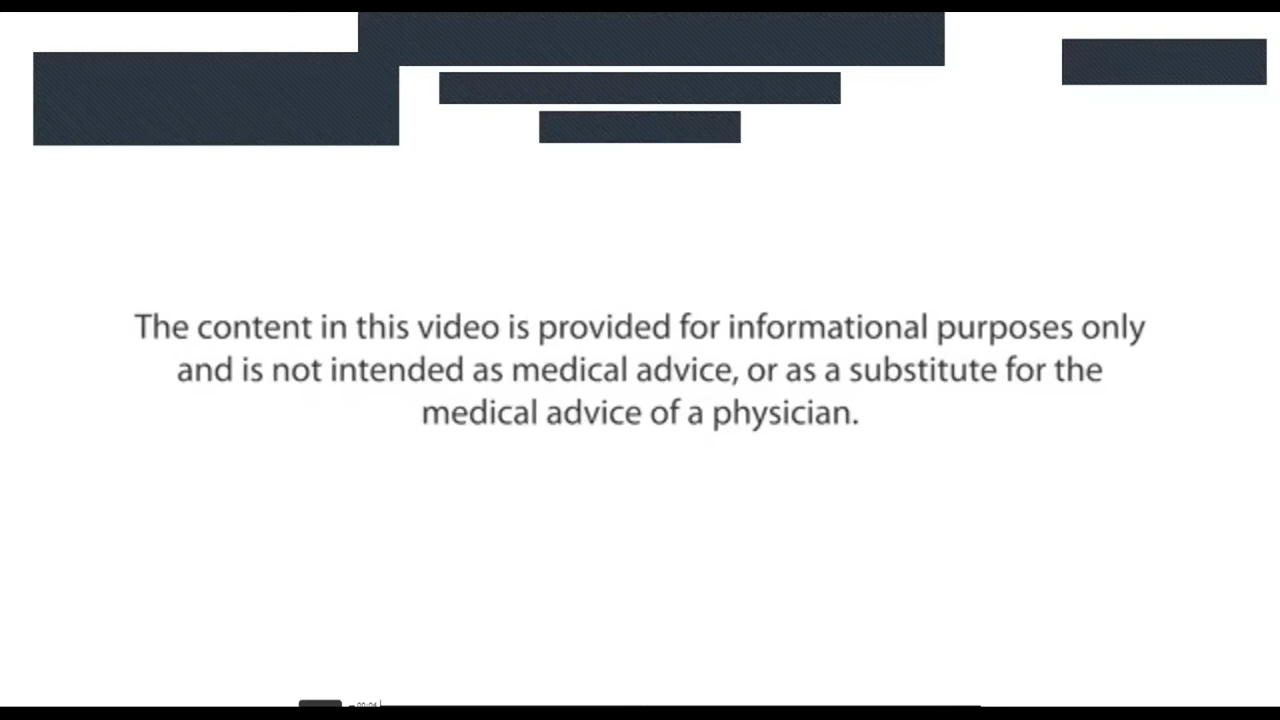 The content in this video is provided for informational purposes only
and is not intended as medical advice, or as a substitute for the
medical advice of a physician.